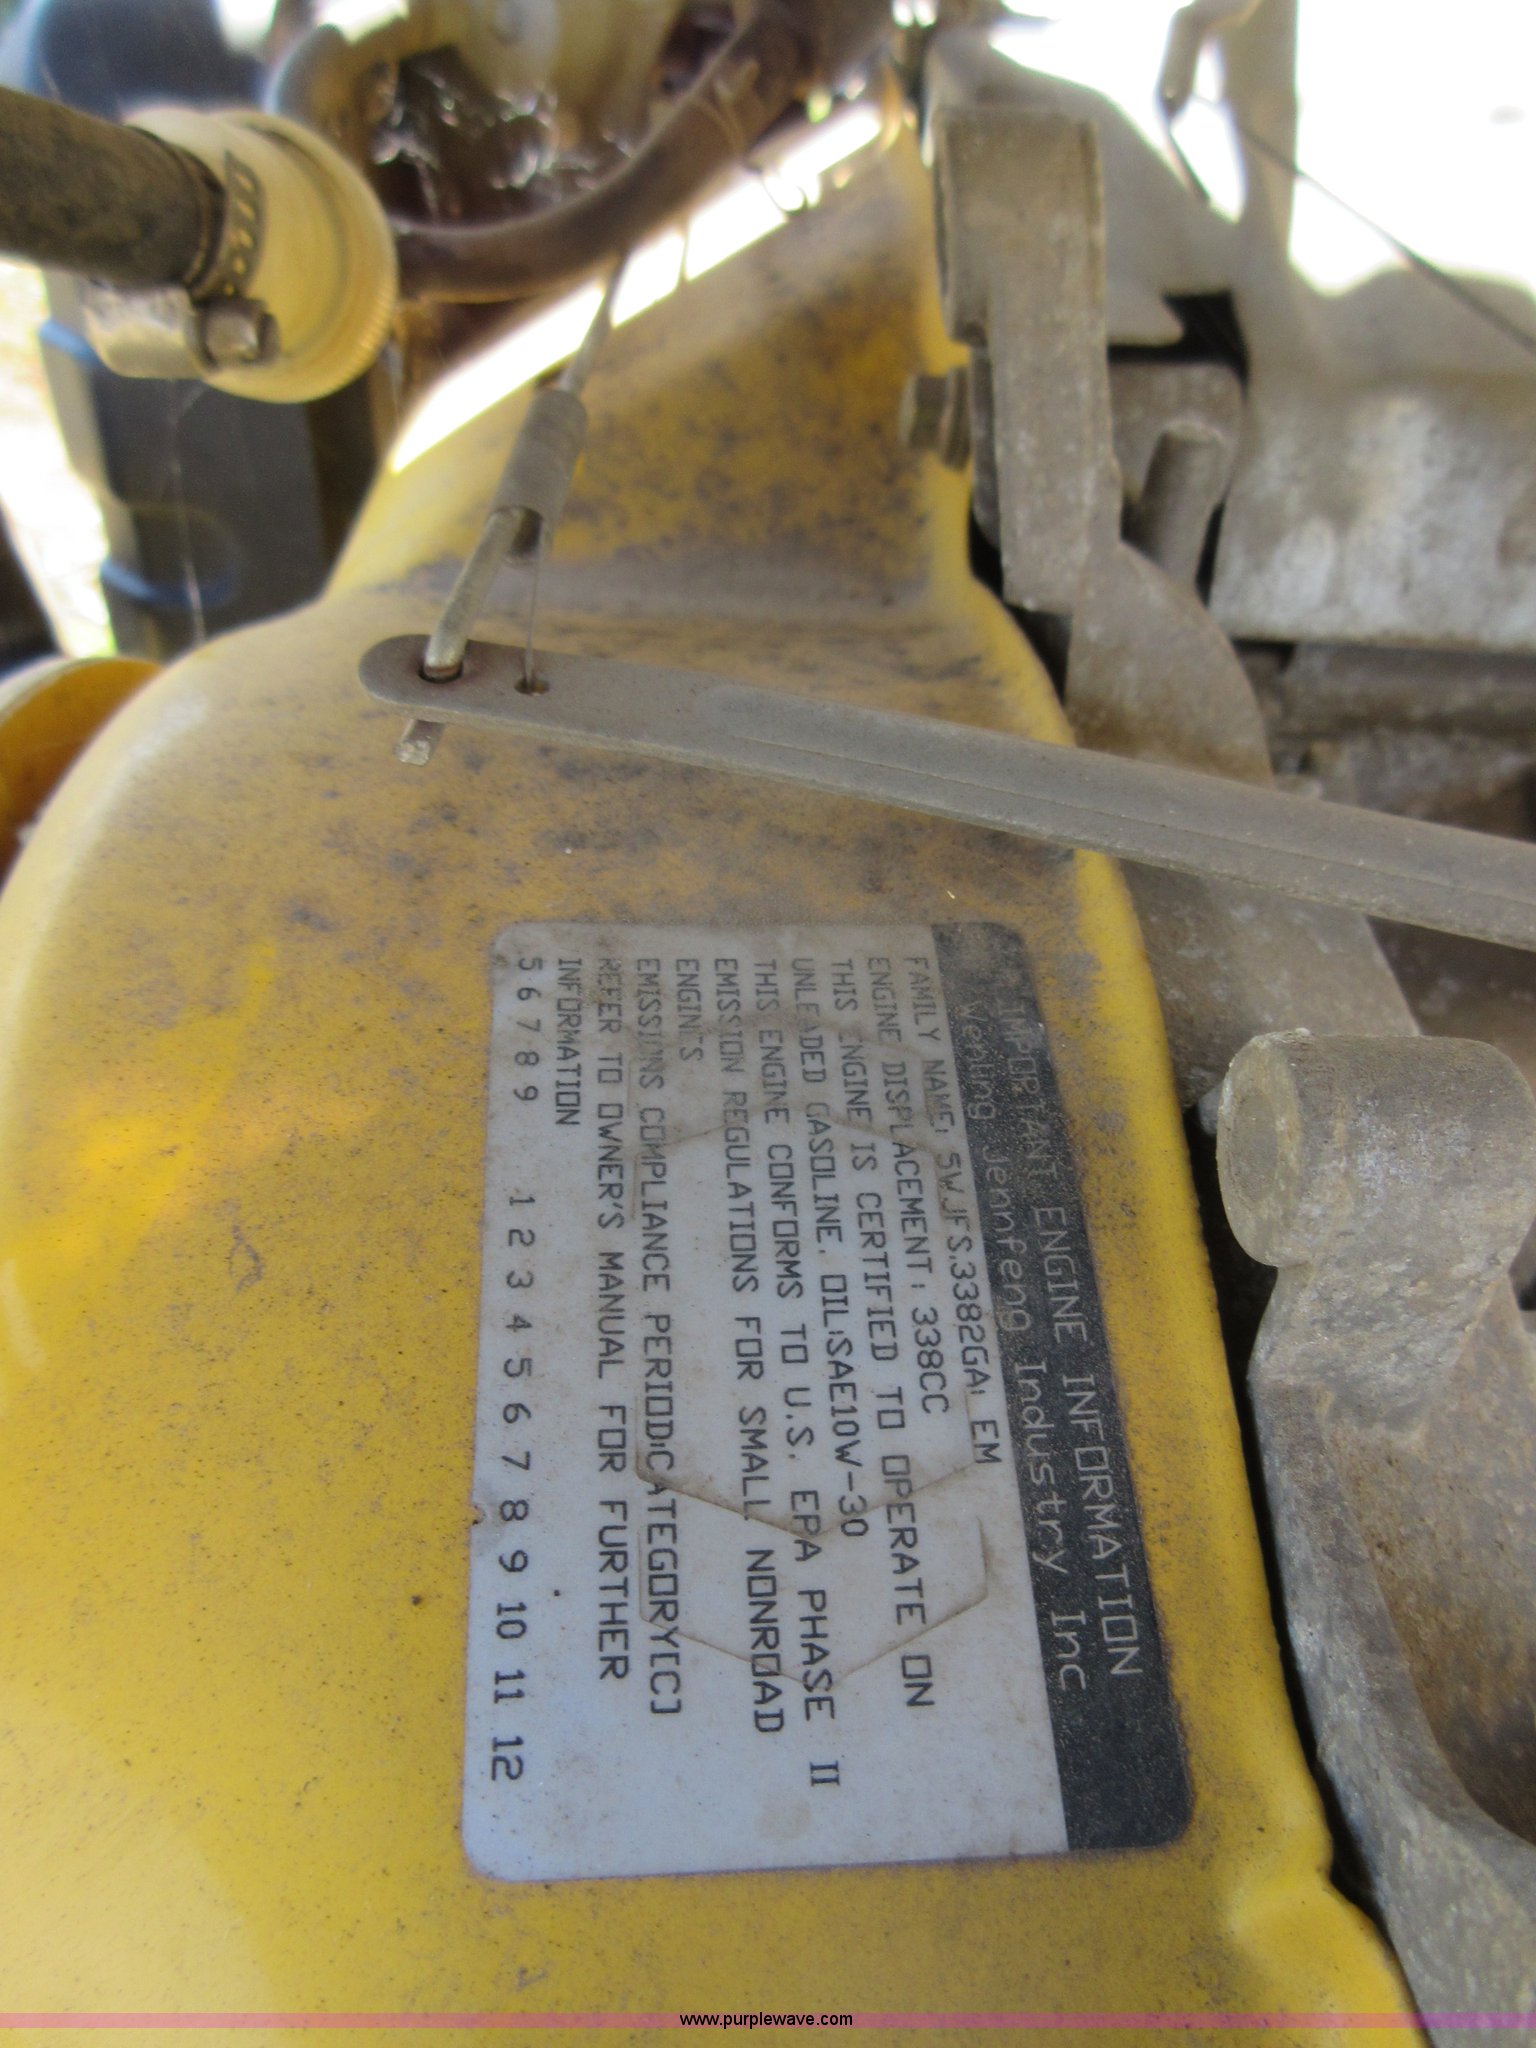 IMPORTANT ENGINE INFORMATION
Weping Jennfeng Industry Inc
FAMILY NAME: 5WJFS.3382GA; EM
ENGINE DISPLACEMENT: 338CC
THIS ENGINE IS CERTIFIED TO OPERATE ON
UNLEADED GASOLINE. OIL:SAE10W-30
THIS ENGINE CONFORMS TO U.S. EPA PHASE II
EMISSION REGULATIONS FOR SMALL NONROAD
ENGINES
EMISSIONS COMPLIANCE PERIODIC CATEGORY[C]
REFER TO OWNER'S MANUAL FOR FURTHER
INFORMATION
5 6 7 8 9 1 2 3 4 5 6 7 8 9 10 11 12
www.purplewave.com